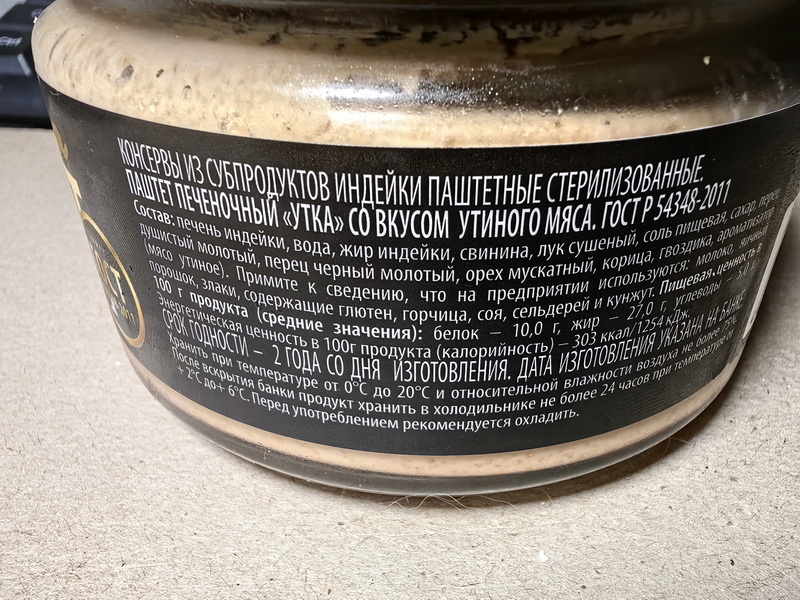 КОНСЕРВЫ ИЗ СУБПРОДУКТОВ ИНДЕЙКИ ПАШТЕТНЫЕ СТЕРИЛИЗОВАННЫЕ.
ПАШТЕТ ПЕЧЕНОЧНЫЙ «УТКА» СО ВКУСОМ УТИНОГО МЯСА. ГОСТ Р 54348-2011
Состав: печень индейки, вода, жир индейки, свинина, лук сушеный, соль пищевая, сахар, перец
душистый молотый, перец черный молотый, орех мускатный, корица, гвоздика, ароматизатор
(мясо утиное). Примите к сведению, что на предприятии используются: молоко, яичный
порошок, злаки, содержащие глютен, горчица, соя, сельдерей и кунжут. Пищевая ценность в
100 г продукта (средние значения): белок – 10,0 г, жир – 27,0 г, углеводы – 5,0 г.
Энергетическая ценность в 100г продукта (калорийность) – 303 ккал/1254 кДж.
СРОК ГОДНОСТИ – 2 ГОДА СО ДНЯ ИЗГОТОВЛЕНИЯ. ДАТА ИЗГОТОВЛЕНИЯ УКАЗАНА НА БАНКЕ.
Хранить при температуре от 0°С до 20°С и относительной влажности воздуха не более 75%.
После вскрытия банки продукт хранить в холодильнике не более 24 часов при температуре от
+ 2°С до+ 6°С. Перед употреблением рекомендуется охладить.